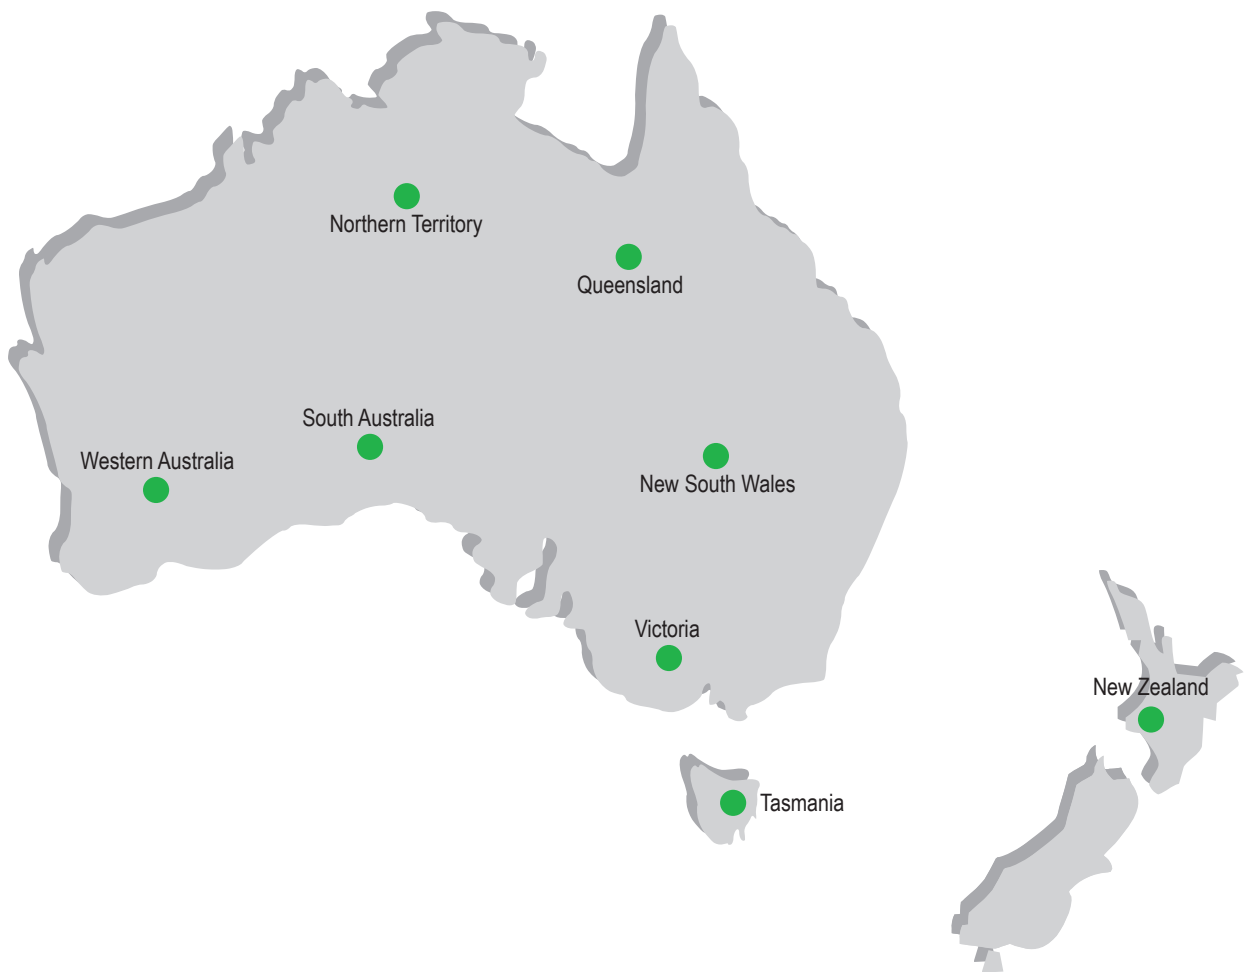 Northern Territory
Queensland
South Australia
Western Australia
New South Wales
Victoria
New Zealand
Tasmania